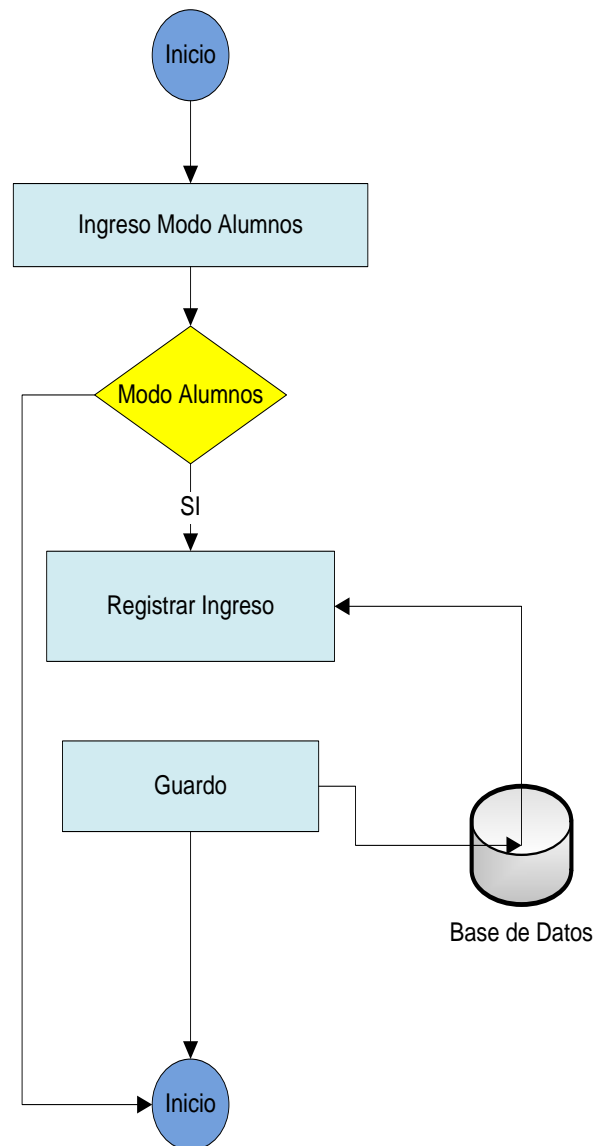 Inicio
Ingreso Modo Alumnos
Modo Alumnos
SI
Registrar Ingreso
Guardo
Base de Datos
Inicio